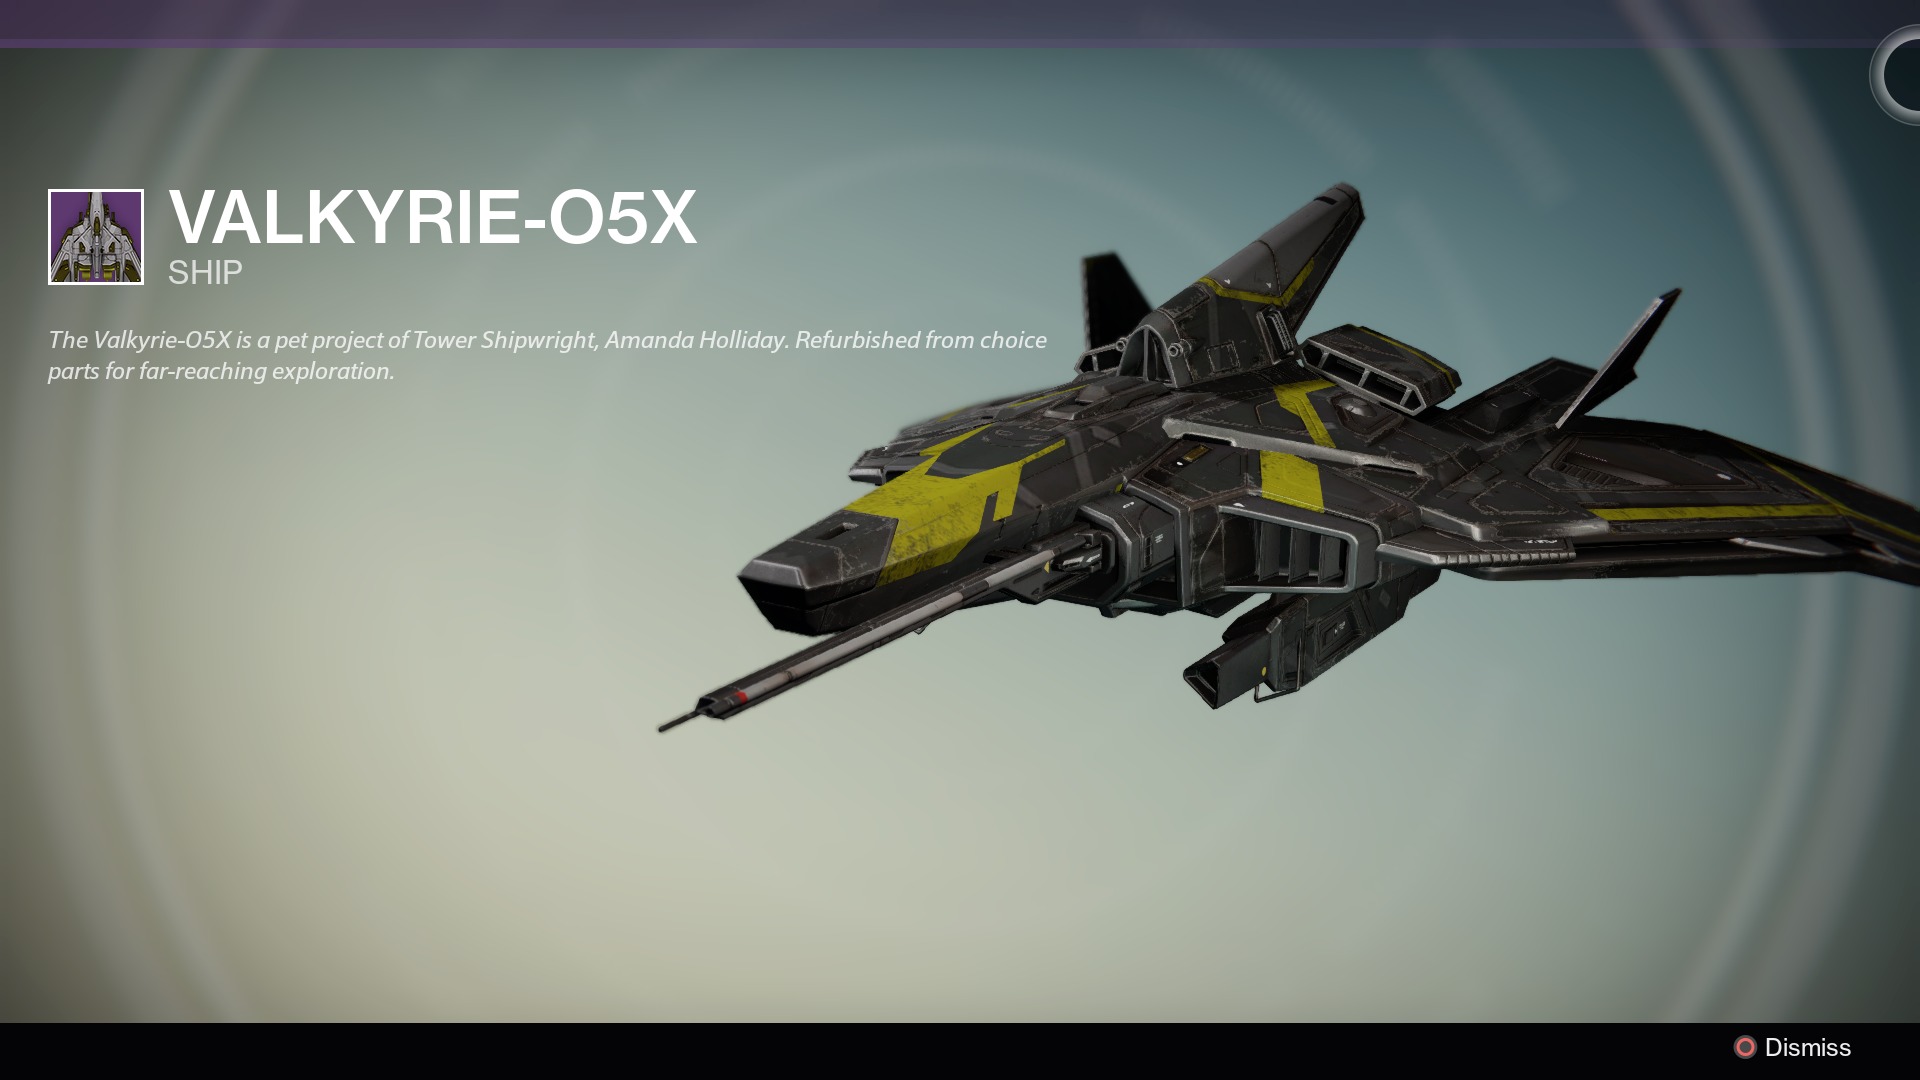 VALKYRIE-O5X
SHIP
The Valkyrie-O5X is a pet project of Tower Shipwright, Amanda Holliday. Refurbished from choice
parts for far-reaching exploration.
Dismiss